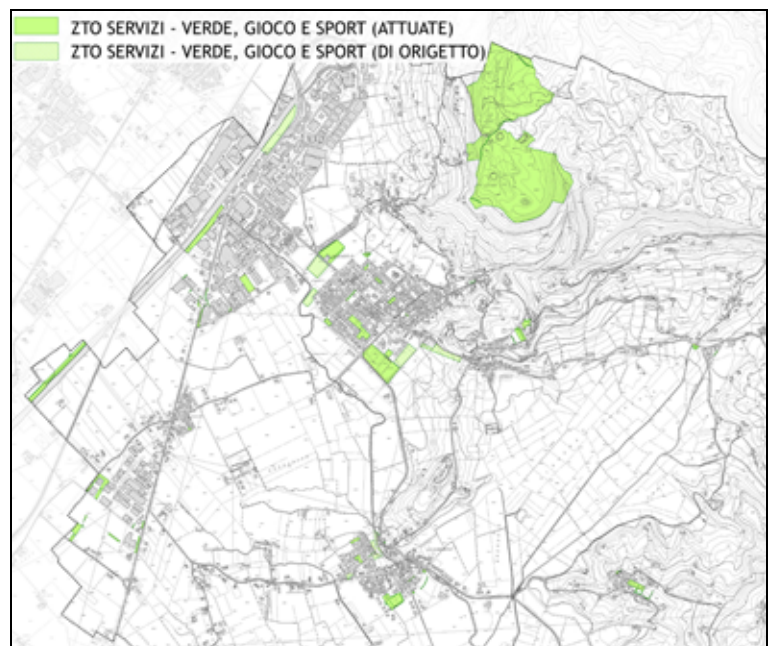 ZTO SERVIZI - VERDE, GIOCO E SPORT (ATTUATE)
ZTO SERVIZI - VERDE, GIOCO E SPORT (DI ORIGETTO)